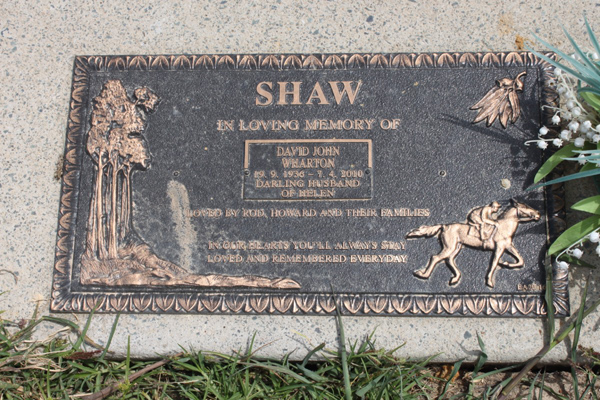 SHAW
IN LOVING MEMORY OF
DAVID JOHN
WHARTON
19. 9. 1936 - 7. 4. 2010
DARLING HUSBAND
OF HELEN
LOVED BY ROD, HOWARD AND THEIR FAMILIES
IN OUR HEARTS YOU'LL ALWAYS STAY
LOVED AND REMEMBERED EVERYDAY